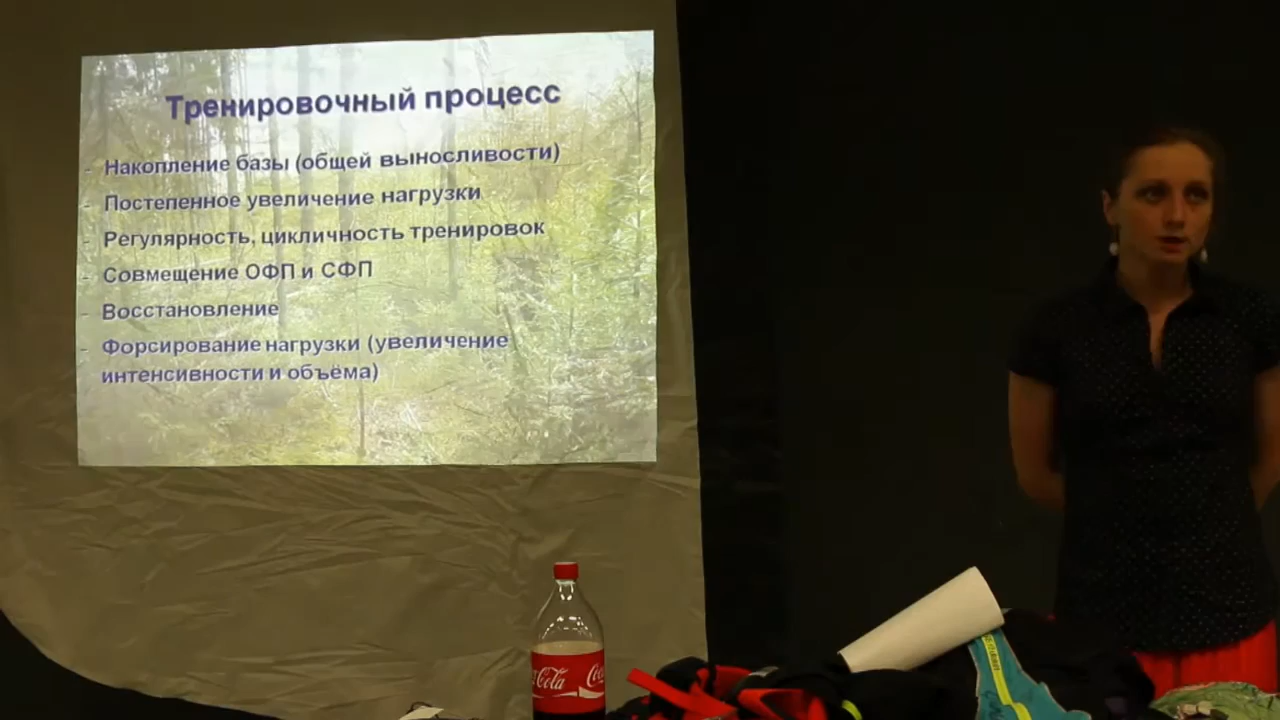 Тренировочный процесс
- Накопление базы (общей выносливости)
- Постепенное увеличение нагрузки
- Регулярность, цикличность тренировок
- Совмещение ОФП и СФП
- Восстановление
- Форсирование нагрузки (увеличение
интенсивности и объёма)
Cola Coc